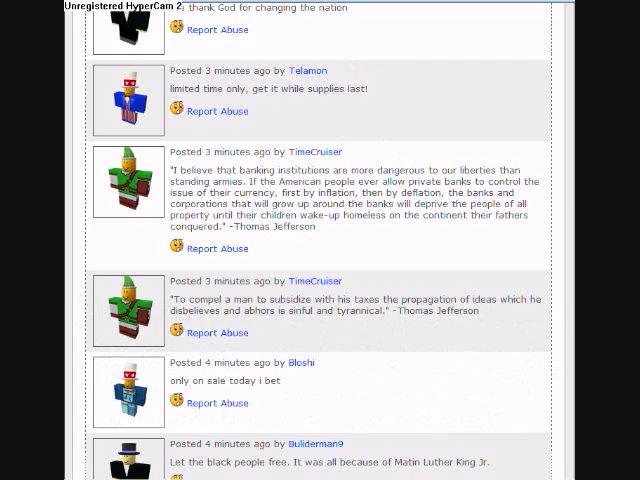 Unregistered HyperCam 2
thank God for changing the nation
Report Abuse
Posted 3 minutes ago by Telamon
limited time only, get it while supplies last!
Report Abuse
Posted 3 minutes ago by TimeCruiser
"I believe that banking institutions are more dangerous to our liberties than
standing armies. If the American people ever allow private banks to control the
issue of their currency, first by inflation, then by deflation, the banks and
corporations that will grow up around the banks will deprive the people of all
property until their children wake-up homeless on the continent their fathers
conquered." -Thomas Jefferson
Report Abuse
Posted 3 minutes ago by TimeCruiser
"To compel a man to subsidize with his taxes the propagation of ideas which he
disbelieves and abhors is sinful and tyrannical." -Thomas Jefferson
Report Abuse
Posted 4 minutes ago by Bloshi
only on sale today i bet
Report Abuse
Posted 4 minutes ago by Buliderman9
Let the black people free. It was all because of Matin Luther King Jr.